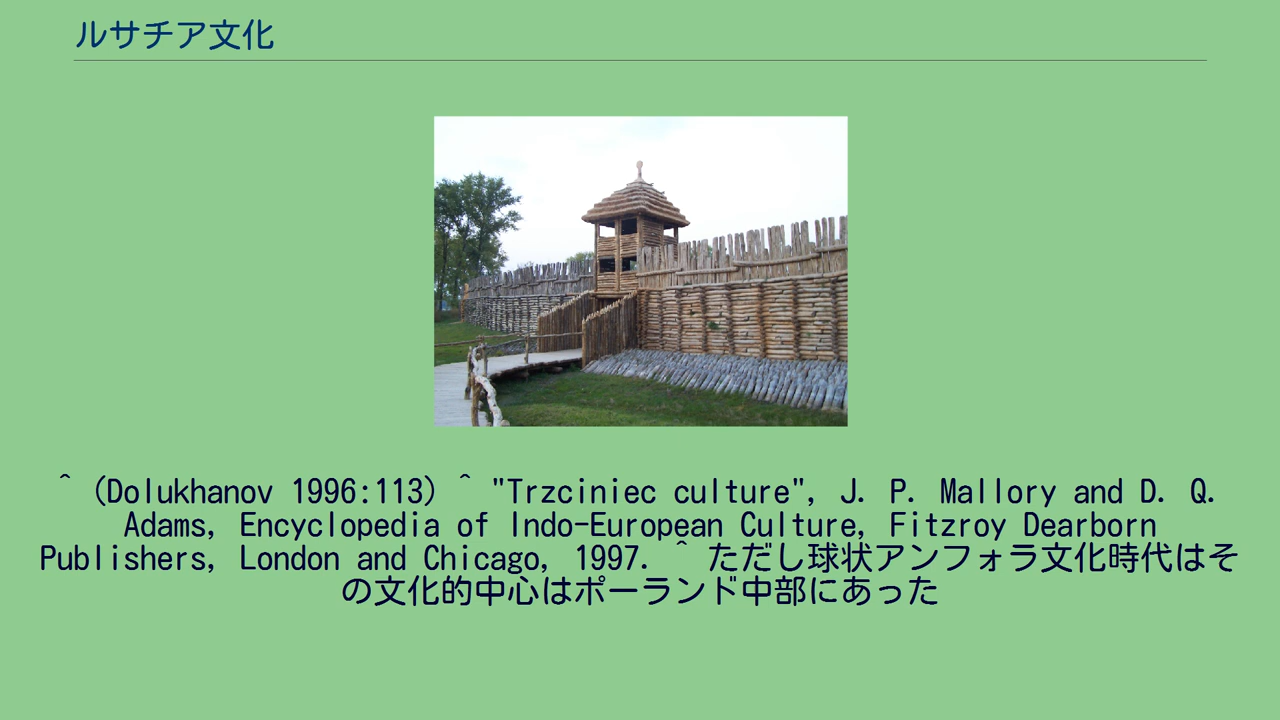 ルサチア文化
^ (Dolukhanov 1996:113) ^ "Trzciniec culture", J. P. Mallory and D. Q.
Adams, Encyclopedia of Indo-European Culture, Fitzroy Dearborn
Publishers, London and Chicago, 1997. ^ ただし球状アンフォラ文化時代はそ
の文化的中心はポーランド中部にあった